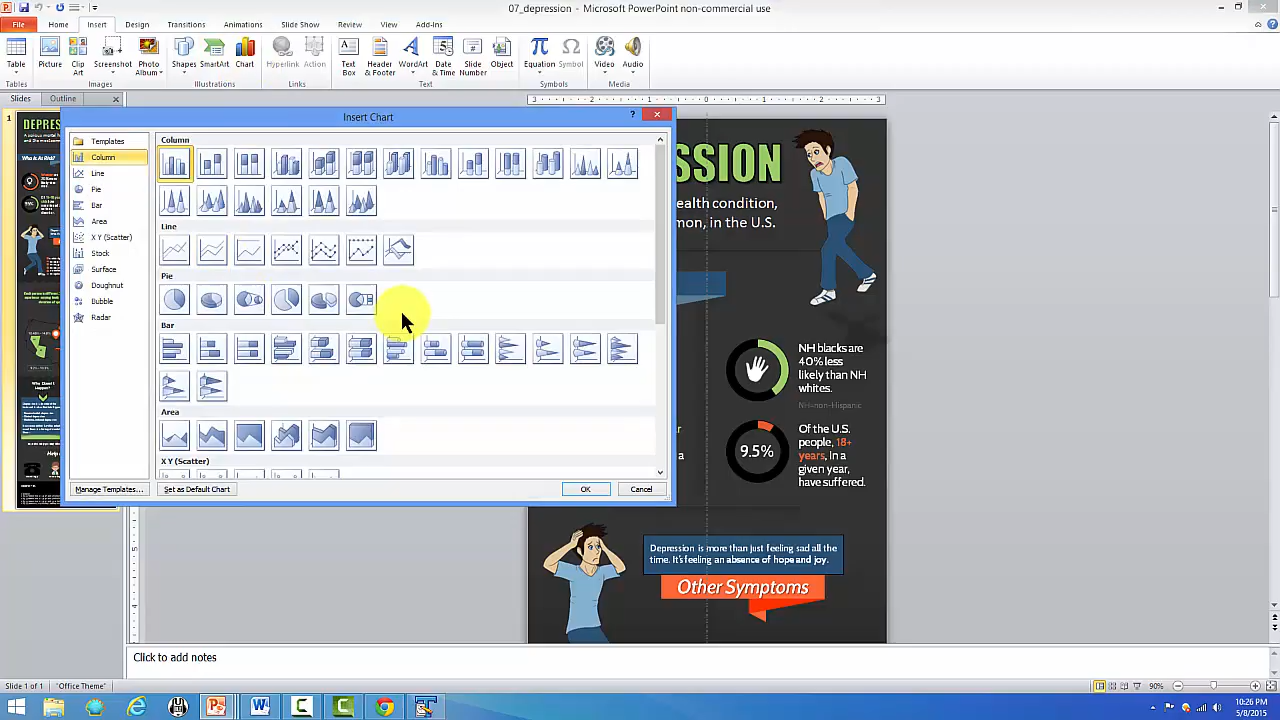 07_depression - Microsoft PowerPoint non-commercial use
File Home Insert Design Transitions Animations Slide Show Review View Add-Ins
Table Picture Clip Art Screenshot Photo Album Shapes SmartArt Chart Hyperlink Action Text Box Header & Footer WordArt Date & Time Slide Number Object Equation Symbol Video Audio
Tables Images Illustrations Links Text Symbols Media
Slides Outline
1
Insert Chart
Templates
Column
Line
Pie
Bar
Area
X Y (Scatter)
Stock
Surface
Doughnut
Bubble
Radar
Column
Line
Pie
Bar
Area
X Y (Scatter)
Manage Templates...
Set as Default Chart
OK
Cancel
SSION
ealth condition,
on, in the U.S.
NH blacks are
40% less
likely than NH
whites.
NH=non-Hispanic
9.5%
Of the U.S.
people, 18+
years, in a
given year,
have suffered.
Depression is more than just feeling sad all the
time. It's feeling an absence of hope and joy.
Other Symptoms
Click to add notes
Slide 1 of 1 "Office Theme" 90%
10:26 PM
5/8/2015